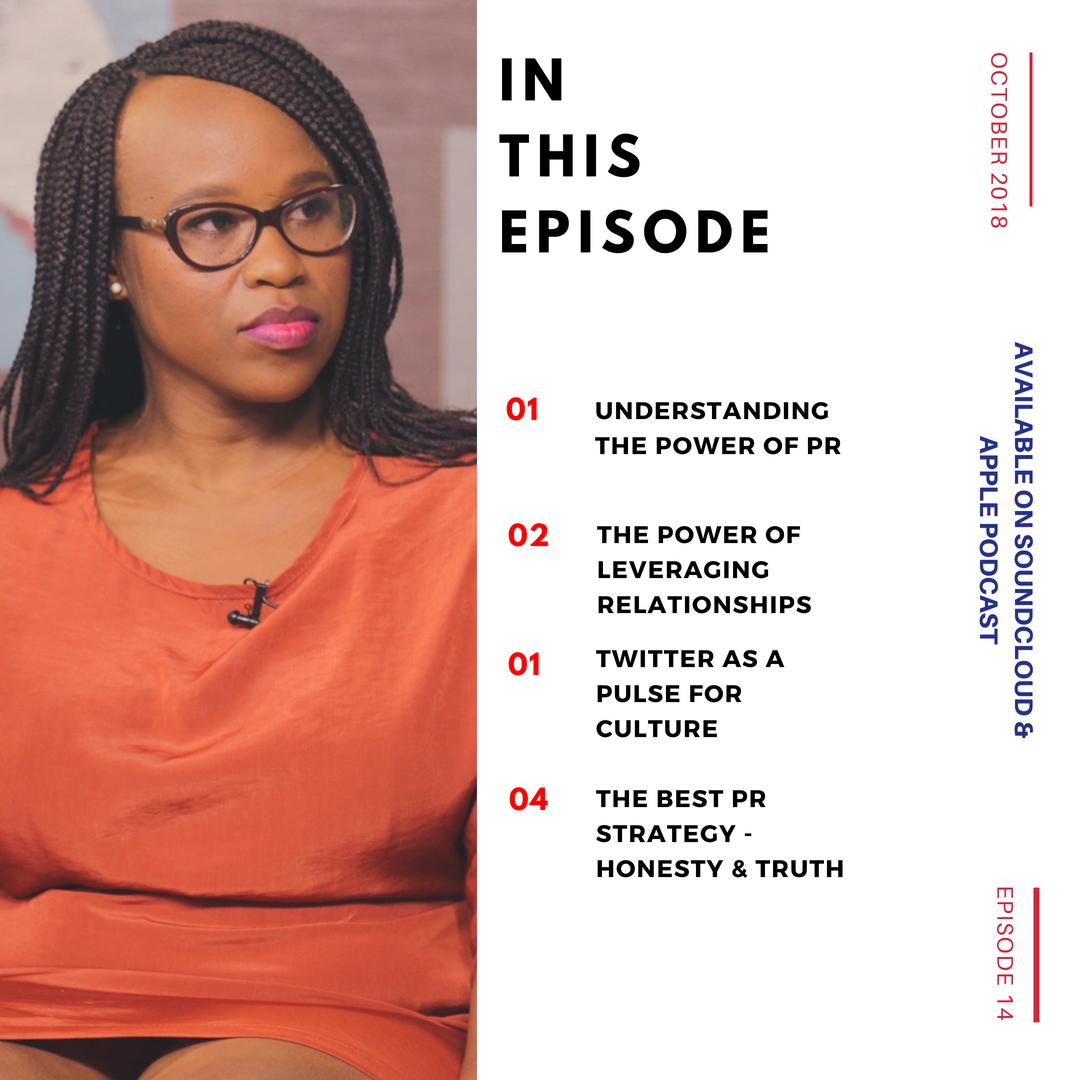 IN
THIS
EPISODE
OCTOBER 2018
01
UNDERSTANDING
THE POWER OF PR
02
THE POWER OF
LEVERAGING
RELATIONSHIPS
01
TWITTER AS A
PULSE FOR
CULTURE
04
THE BEST PR
STRATEGY -
HONESTY & TRUTH
AVAILABLE ON SOUNDCLOUD &
APPLE PODCAST
EPISODE 14